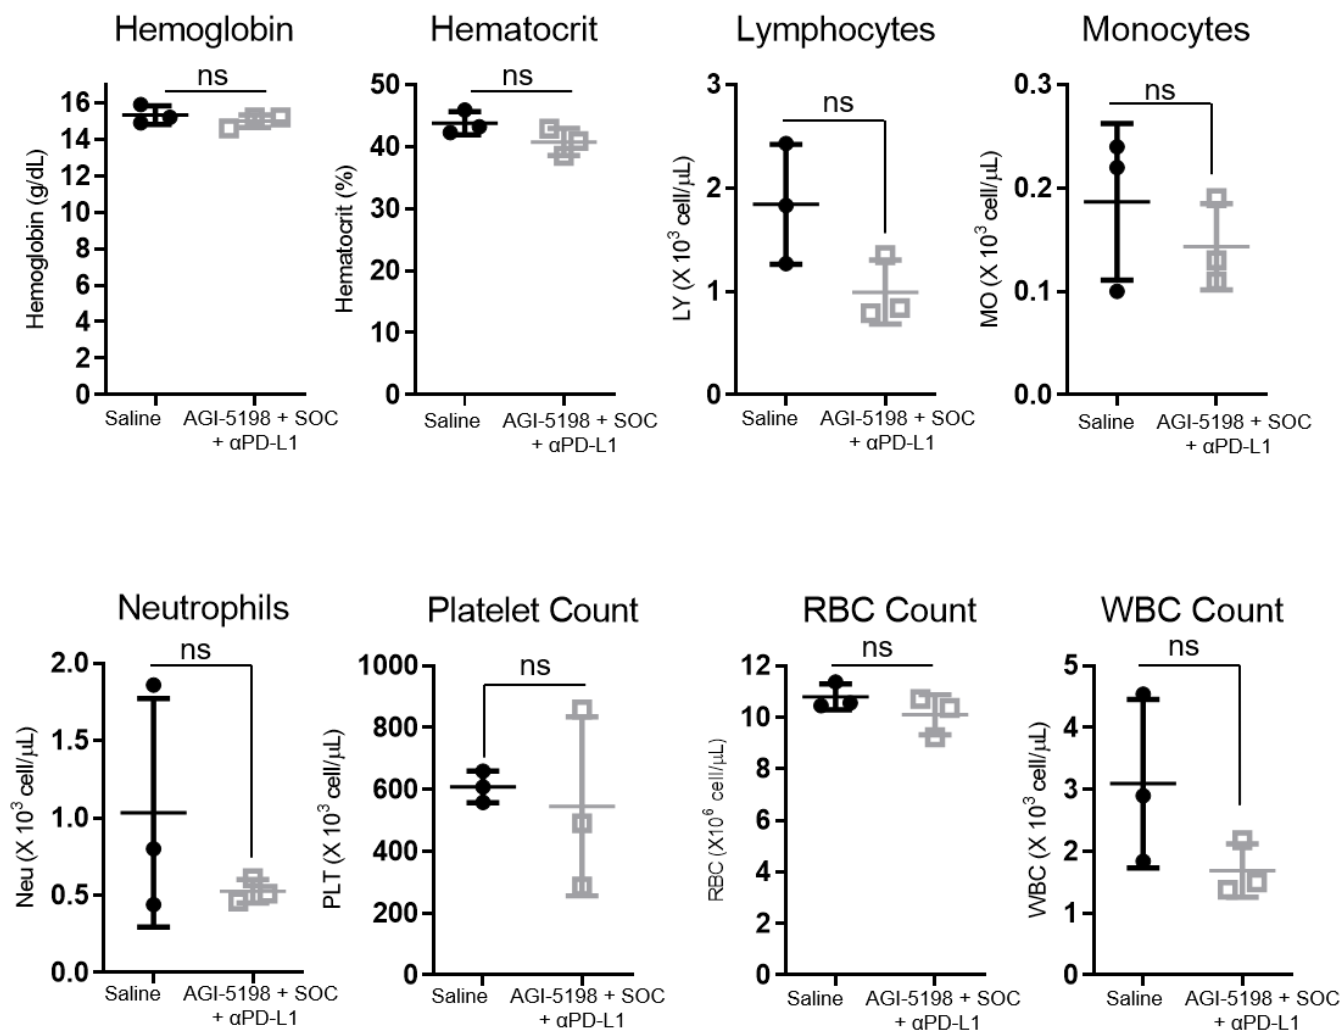 Hemoglobin
ns
Hemoglobin (g/dL)
16
14
12
10
8
6
4
2
0
Saline
AGI-5198 + SOC
+ αPD-L1
Hematocrit
ns
Hematocrit (%)
50
40
30
20
10
0
Saline
AGI-5198 + SOC
+ αPD-L1
Lymphocytes
ns
LY (X 10³ cell/μL)
3
2
1
0
Saline
AGI-5198 + SOC
+ αPD-L1
Monocytes
ns
MO (X 10³ cell/μL)
0.3
0.2
0.1
0.0
Saline
AGI-5198 + SOC
+ αPD-L1
Neutrophils
ns
Neu (X 10³ cell/μL)
2.0
1.5
1.0
0.5
0.0
Saline
AGI-5198 + SOC
+ αPD-L1
Platelet Count
ns
PLT (X 10³ cell/μL)
1000
800
600
400
200
0
Saline
AGI-5198 + SOC
+ αPD-L1
RBC Count
ns
RBC (X10⁶ cell/μL)
12
10
8
6
4
2
0
Saline
AGI-5198 + SOC
+ αPD-L1
WBC Count
ns
WBC (X 10³ cell/μL)
5
4
3
2
1
0
Saline
AGI-5198 + SOC
+ αPD-L1